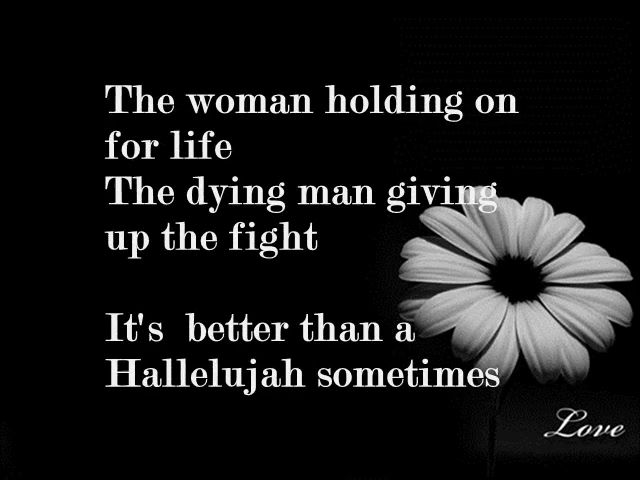 The woman holding on
for life
The dying man giving
up the fight
It's  better than a
Hallelujah sometimes
Love